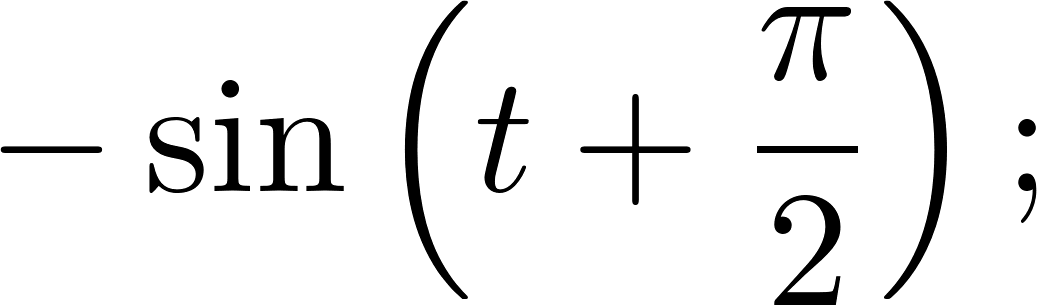 − sin (t + π/2) ;